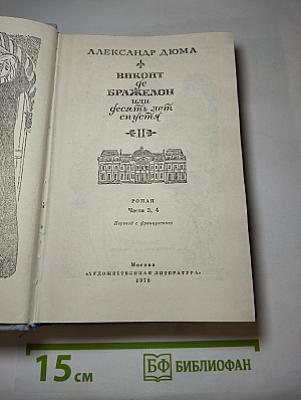 АЛЕКСАНДР ДЮМА
ВИКОНТ
де
БРАЖЕЛОН
или
десять лет
спустя
II
РОМАН
Части 3, 4
Перевод с французского
Москва
«ХУДОЖЕСТВЕННАЯ ЛИТЕРАТУРА»
1978
15 см
БФ БИБЛИОФАН